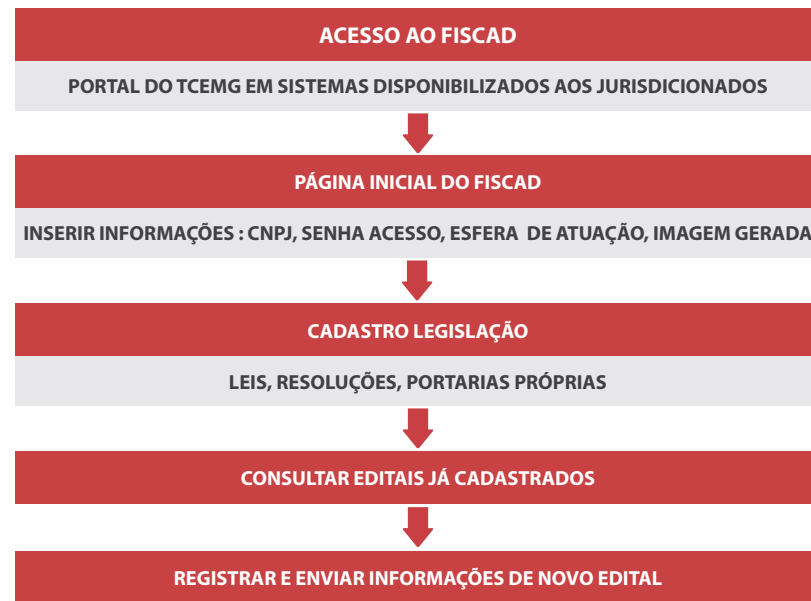 ACESSO AO FISCAD
PORTAL DO TCEMG EM SISTEMAS DISPONIBILIZADOS AOS JURISDICIONADOS
PÁGINA INICIAL DO FISCAD
INSERIR INFORMAÇÕES : CNPJ, SENHA ACESSO, ESFERA DE ATUAÇÃO, IMAGEM GERADA
CADASTRO LEGISLAÇÃO
LEIS, RESOLUÇÕES, PORTARIAS PRÓPRIAS
CONSULTAR EDITAIS JÁ CADASTRADOS
REGISTRAR E ENVIAR INFORMAÇÕES DE NOVO EDITAL